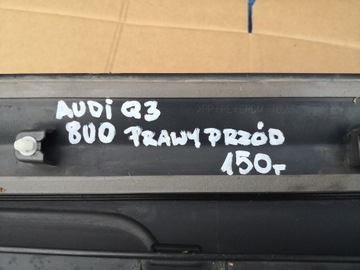 AUDI Q3
8U0 PRAWY PRZÓD
150,-